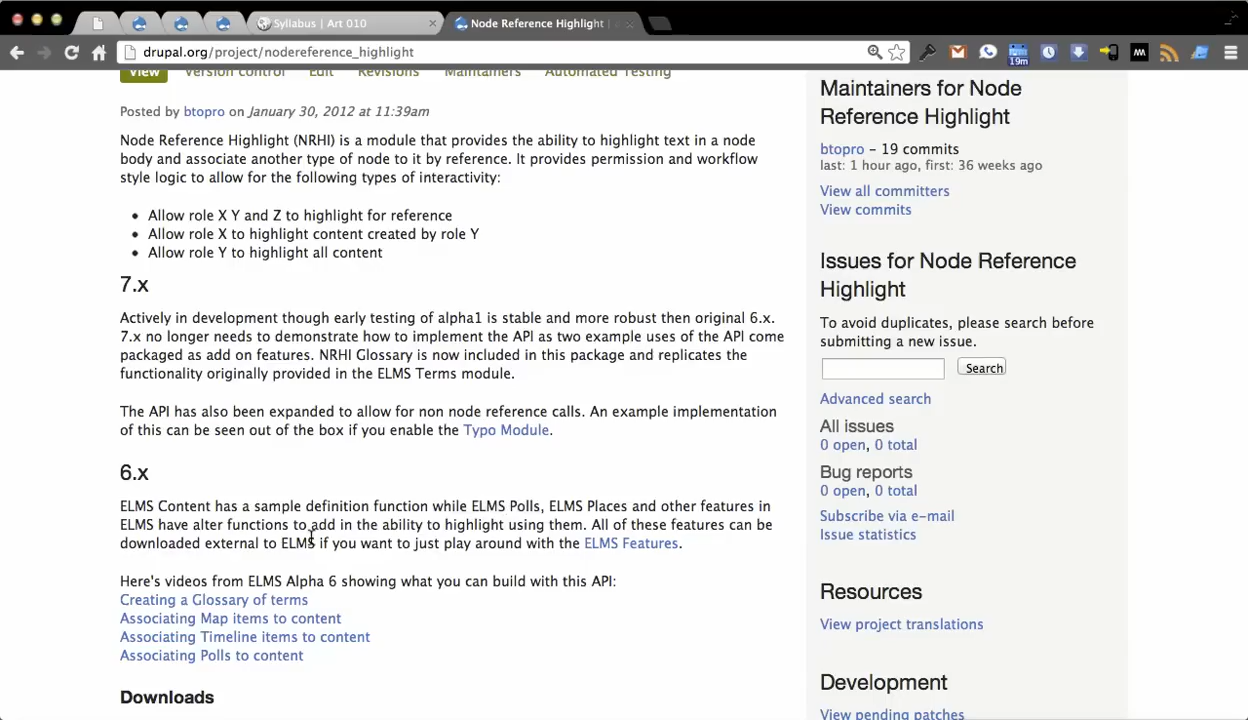 Syllabus | Art 010
Node Reference Highlight |
drupal.org/project/nodereference_highlight
19m
View
Version control
Edit
Revisions
Maintainers
Automated Testing
Posted by btopro on January 30, 2012 at 11:39am
Node Reference Highlight (NRHI) is a module that provides the ability to highlight text in a node
body and associate another type of node to it by reference. It provides permission and workflow
style logic to allow for the following types of interactivity:
• Allow role X Y and Z to highlight for reference
• Allow role X to highlight content created by role Y
• Allow role Y to highlight all content
7.x
Actively in development though early testing of alpha1 is stable and more robust then original 6.x.
7.x no longer needs to demonstrate how to implement the API as two example uses of the API come
packaged as add on features. NRHI Glossary is now included in this package and replicates the
functionality originally provided in the ELMS Terms module.
The API has also been expanded to allow for non node reference calls. An example implementation
of this can be seen out of the box if you enable the Typo Module.
6.x
ELMS Content has a sample definition function while ELMS Polls, ELMS Places and other features in
ELMS have alter functions to add in the ability to highlight using them. All of these features can be
downloaded external to ELMS if you want to just play around with the ELMS Features.
Here's videos from ELMS Alpha 6 showing what you can build with this API:
Creating a Glossary of terms
Associating Map items to content
Associating Timeline items to content
Associating Polls to content
Downloads
Maintainers for Node
Reference Highlight
btopro – 19 commits
last: 1 hour ago, first: 36 weeks ago
View all committers
View commits
Issues for Node Reference
Highlight
To avoid duplicates, please search before
submitting a new issue.
Search
Advanced search
All issues
0 open, 0 total
Bug reports
0 open, 0 total
Subscribe via e-mail
Issue statistics
Resources
View project translations
Development
View pending patches